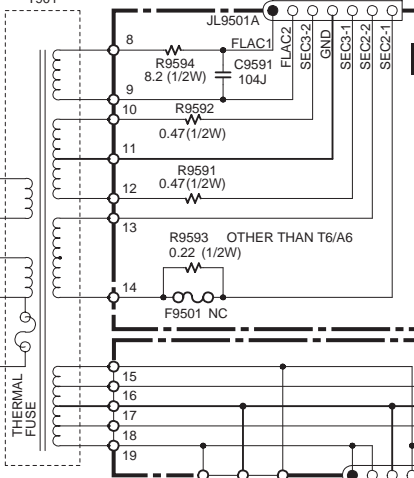 JL9501A
8
R9594
8.2 (1/2W)
FLAC1
C9591
104J
FLAC2
SEC3-2
GND
SEC3-1
SEC2-2
SEC2-1
9
10
R9592
0.47(1/2W)
11
R9591
0.47(1/2W)
12
13
R9593
0.22 (1/2W)
OTHER THAN T6/A6
14
F9501 NC
15
16
17
18
19
THERMAL
FUSE